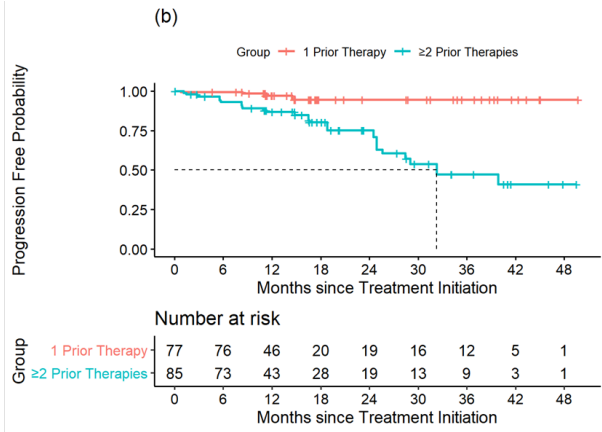 (b)
Group 1 Prior Therapy ≥2 Prior Therapies
Progression Free Probability
1.00
0.75
0.50
0.25
0.00
0 6 12 18 24 30 36 42 48
Months since Treatment Initiation
Number at risk
Group
1 Prior Therapy 77 76 46 20 19 16 12 5 1
≥2 Prior Therapies 85 73 43 28 19 13 9 3 1
0 6 12 18 24 30 36 42 48
Months since Treatment Initiation